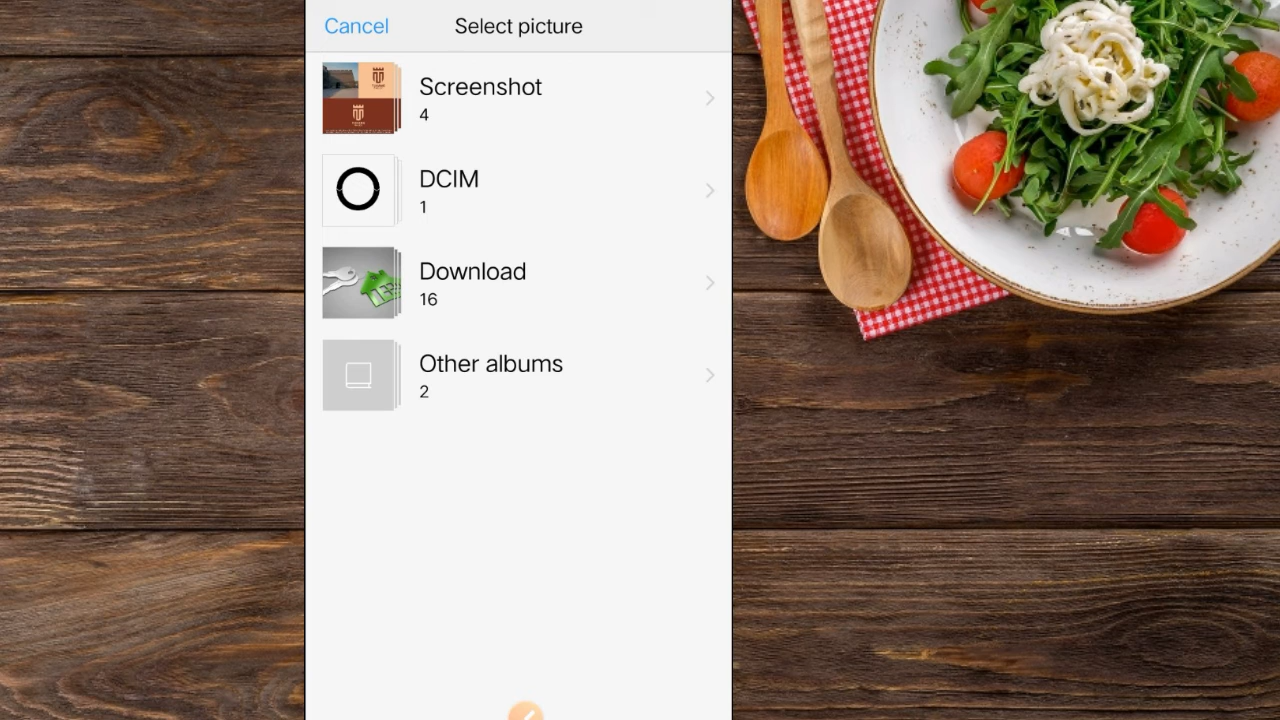 Cancel
Select picture
Screenshot
4
DCIM
1
Download
16
Other albums
2